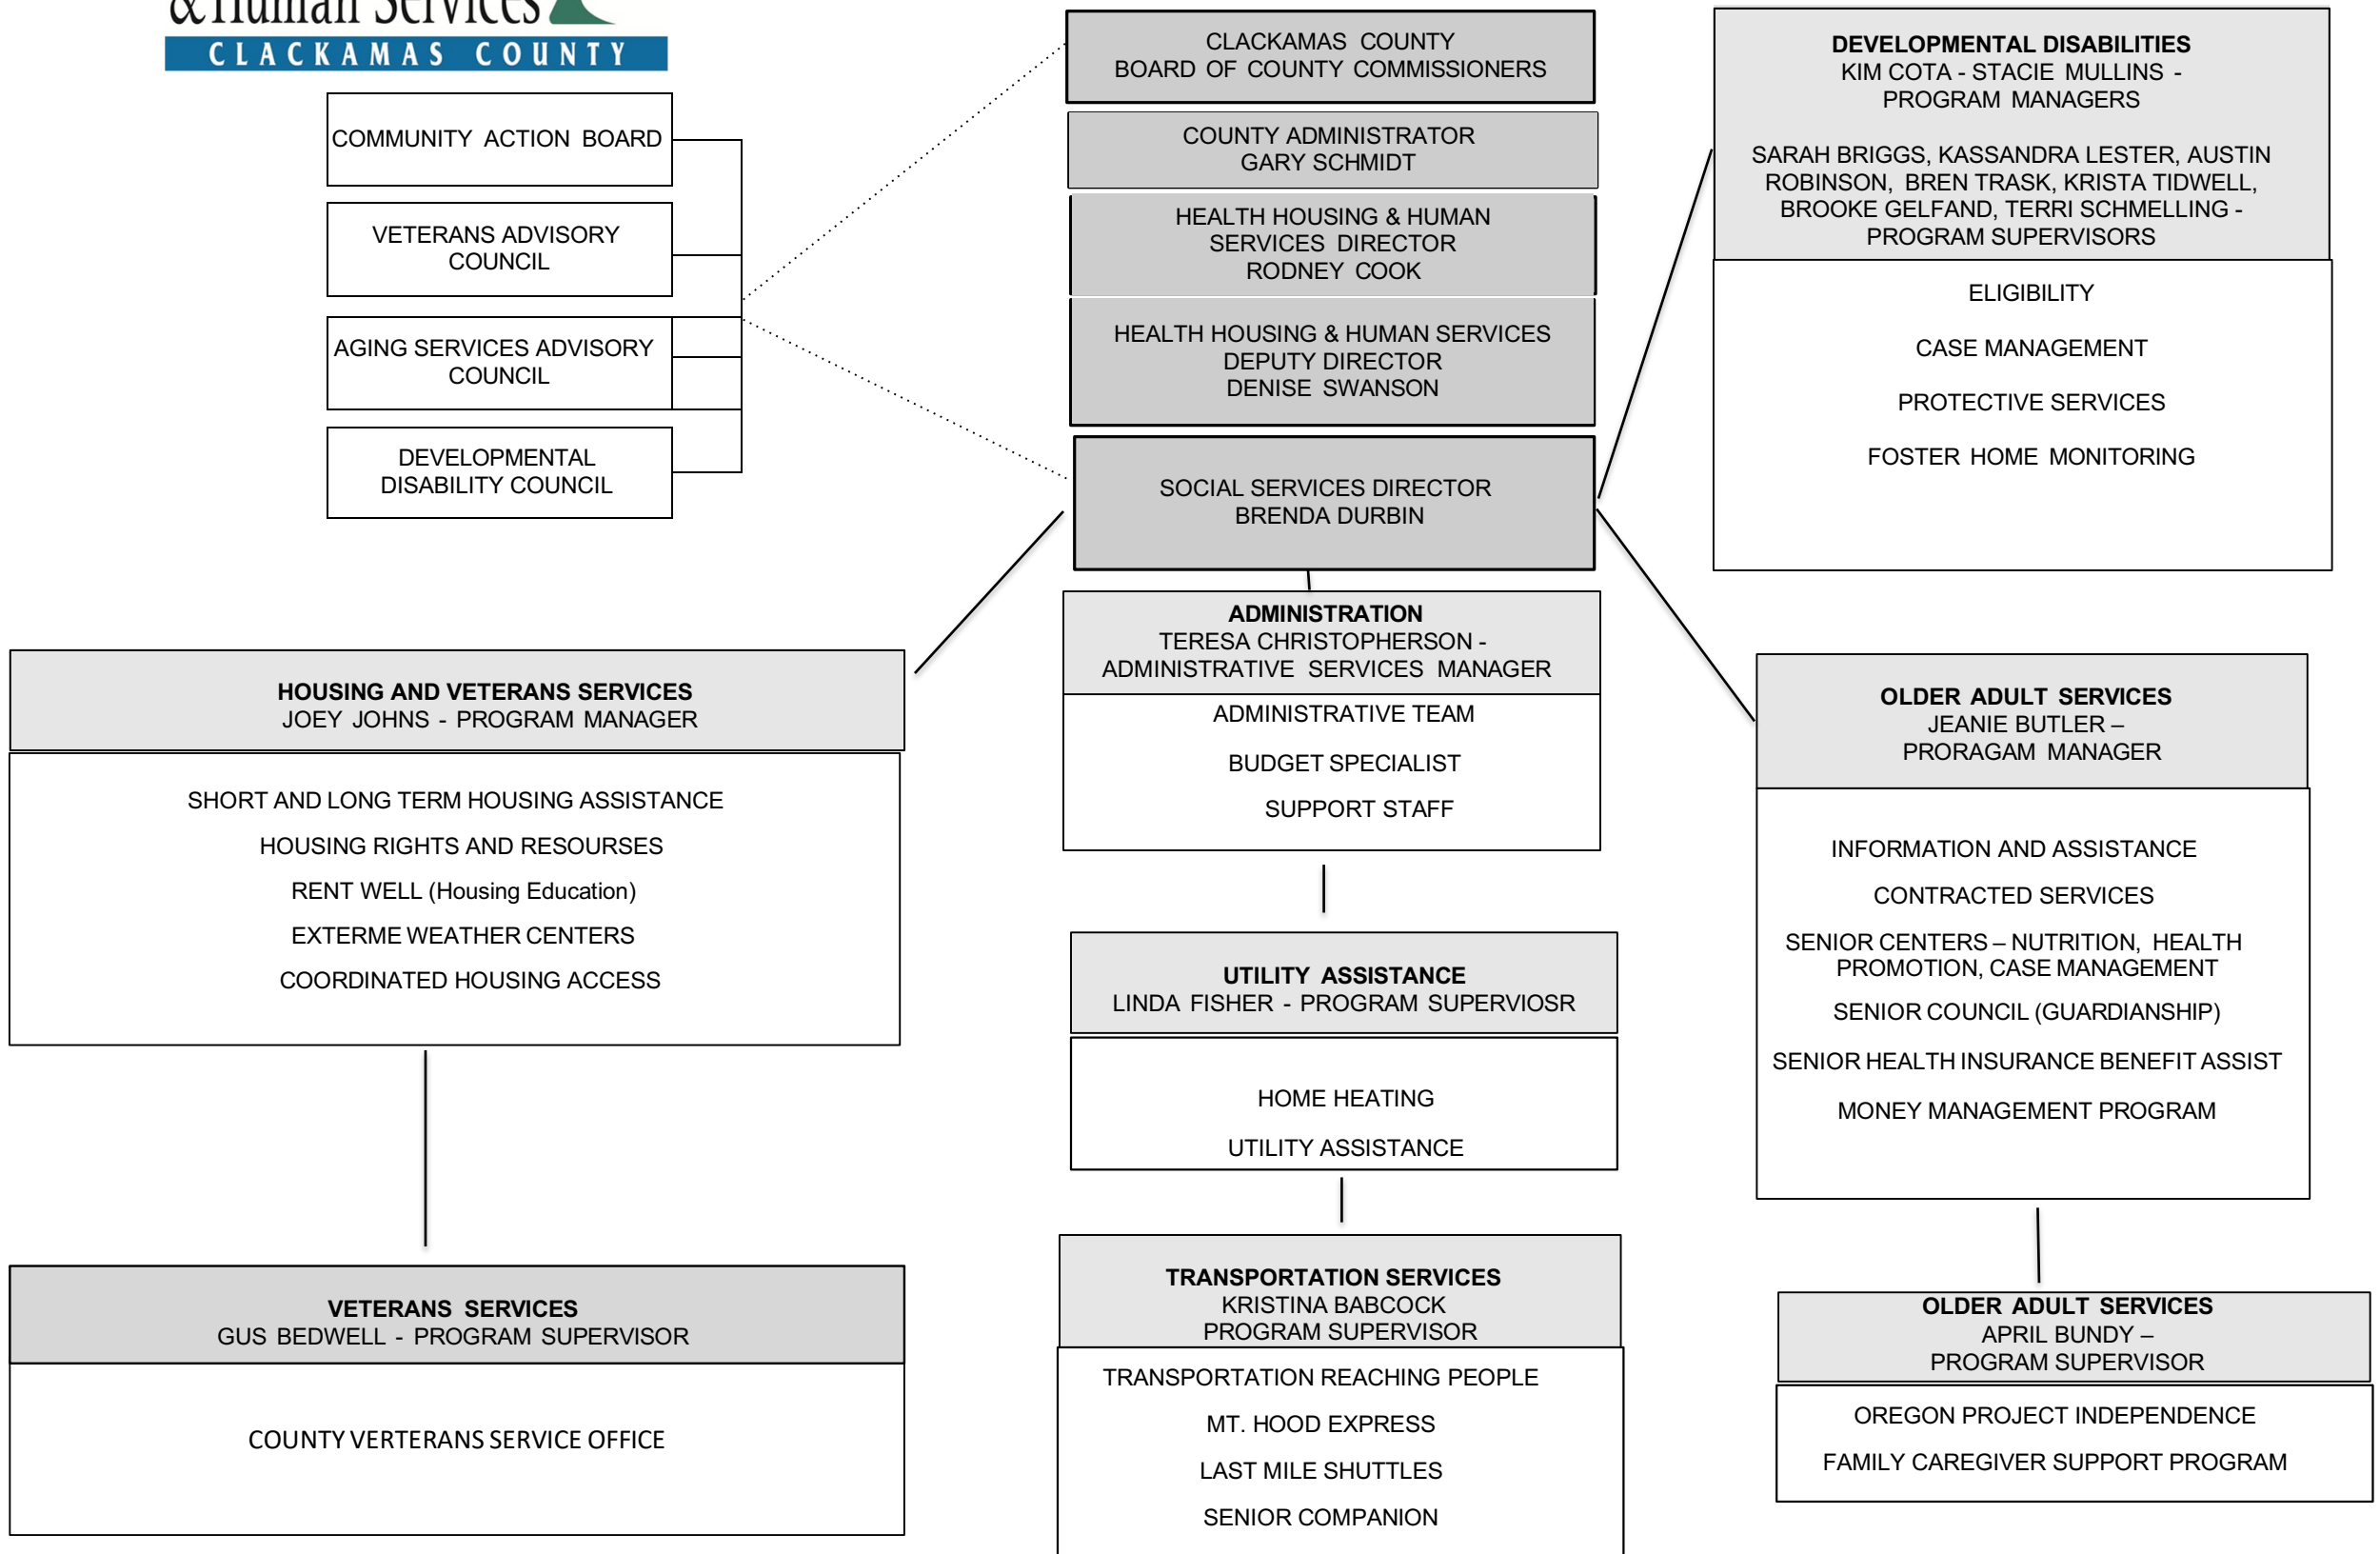 & Human Services
CLACKAMAS COUNTY
COMMUNITY ACTION BOARD
VETERANS ADVISORY
COUNCIL
AGING SERVICES ADVISORY
COUNCIL
DEVELOPMENTAL
DISABILITY COUNCIL
CLACKAMAS COUNTY
BOARD OF COUNTY COMMISSIONERS
COUNTY ADMINISTRATOR
GARY SCHMIDT
HEALTH HOUSING & HUMAN
SERVICES DIRECTOR
RODNEY COOK
HEALTH HOUSING & HUMAN SERVICES
DEPUTY DIRECTOR
DENISE SWANSON
SOCIAL SERVICES DIRECTOR
BRENDA DURBIN
DEVELOPMENTAL DISABILITIES
KIM COTA - STACIE MULLINS -
PROGRAM MANAGERS
SARAH BRIGGS, KASSANDRA LESTER, AUSTIN
ROBINSON, BREN TRASK, KRISTA TIDWELL,
BROOKE GELFAND, TERRI SCHMELLING -
PROGRAM SUPERVISORS
ELIGIBILITY
CASE MANAGEMENT
PROTECTIVE SERVICES
FOSTER HOME MONITORING
HOUSING AND VETERANS SERVICES
JOEY JOHNS - PROGRAM MANAGER
SHORT AND LONG TERM HOUSING ASSISTANCE
HOUSING RIGHTS AND RESOURSES
RENT WELL (Housing Education)
EXTERME WEATHER CENTERS
COORDINATED HOUSING ACCESS
VETERANS SERVICES
GUS BEDWELL - PROGRAM SUPERVISOR
COUNTY VERTERANS SERVICE OFFICE
ADMINISTRATION
TERESA CHRISTOPHERSON -
ADMINISTRATIVE SERVICES MANAGER
ADMINISTRATIVE TEAM
BUDGET SPECIALIST
SUPPORT STAFF
UTILITY ASSISTANCE
LINDA FISHER - PROGRAM SUPERVIOSR
HOME HEATING
UTILITY ASSISTANCE
TRANSPORTATION SERVICES
KRISTINA BABCOCK
PROGRAM SUPERVISOR
TRANSPORTATION REACHING PEOPLE
MT. HOOD EXPRESS
LAST MILE SHUTTLES
SENIOR COMPANION
OLDER ADULT SERVICES
JEANIE BUTLER –
PRORAGAM MANAGER
INFORMATION AND ASSISTANCE
CONTRACTED SERVICES
SENIOR CENTERS – NUTRITION, HEALTH
PROMOTION, CASE MANAGEMENT
SENIOR COUNCIL (GUARDIANSHIP)
SENIOR HEALTH INSURANCE BENEFIT ASSIST
MONEY MANAGEMENT PROGRAM
OLDER ADULT SERVICES
APRIL BUNDY –
PROGRAM SUPERVISOR
OREGON PROJECT INDEPENDENCE
FAMILY CAREGIVER SUPPORT PROGRAM